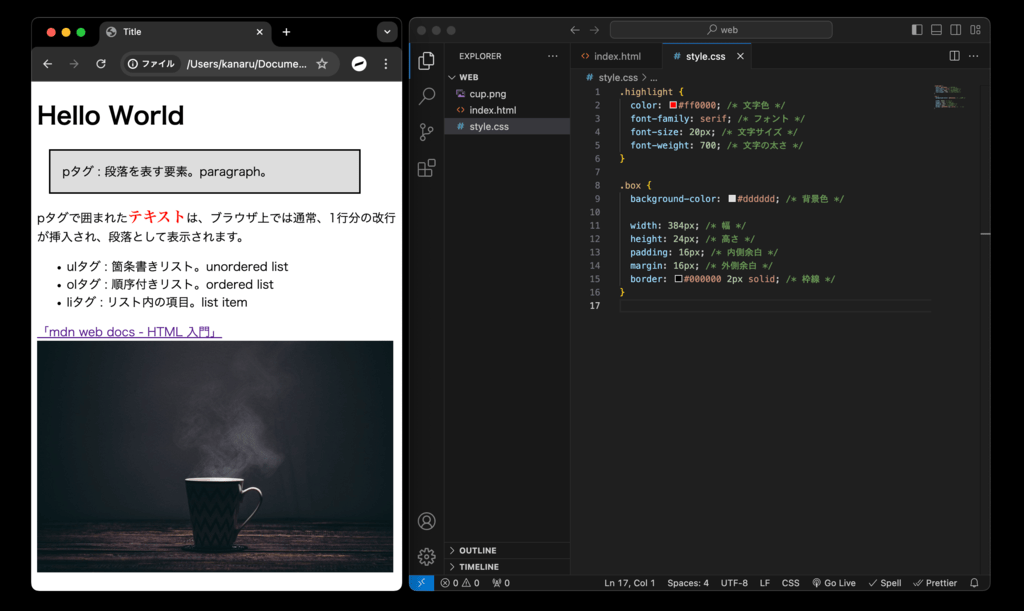 Title
ファイル
/Users/kanaru/Docume...
Hello World
pタグ : 段落を表す要素。paragraph。
pタグで囲まれたテキストは、ブラウザ上では通常、1行分の改行
が挿入され、段落として表示されます。
• ulタグ : 箇条書きリスト。unordered list
• olタグ : 順序付きリスト。ordered list
• liタグ : リスト内の項目。list item
「mdn web docs - HTML 入門」
web
EXPLORER
WEB
cup.png
index.html
style.css
OUTLINE
TIMELINE
index.html
style.css
style.css > ...
1 .highlight {
2 color: #ff0000; /* 文字色 */
3 font-family: serif; /* フォント */
4 font-size: 20px; /* 文字サイズ */
5 font-weight: 700; /* 文字の太さ */
6 }
7
8 .box {
9 background-color: #dddddd; /* 背景色 */
10
11 width: 384px; /* 幅 */
12 height: 24px; /* 高さ */
13 padding: 16px; /* 内側余白 */
14 margin: 16px; /* 外側余白 */
15 border: #000000 2px solid; /* 枠線 */
16 }
17
0 0 0 Ln 17, Col 1 Spaces: 4 UTF-8 LF CSS Go Live Spell Prettier